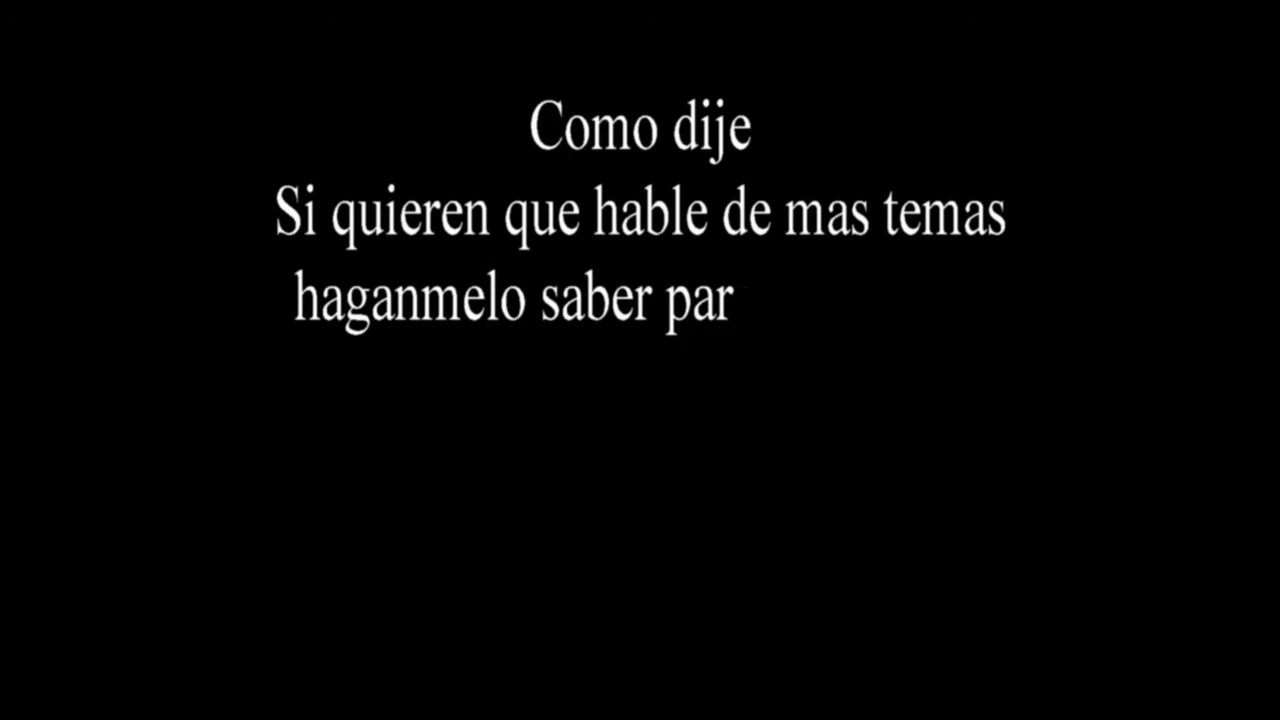 Como dije
Si quieren que hable de mas temas
haganmelo saber par